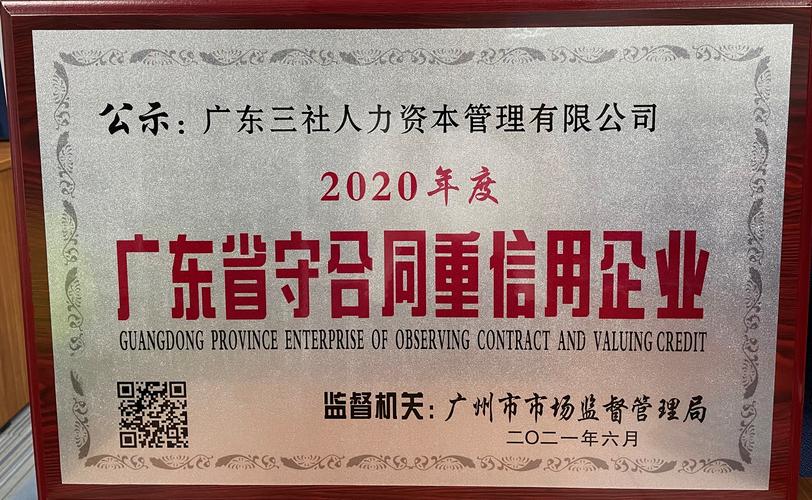 公示：广东三社人力资本管理有限公司
2020年度
广东省守合同重信用企业
GUANGDONG PROVINCE ENTERPRISE OF OBSERVING CONTRACT AND VALUING CREDIT
监督机关：广州市市场监督管理局
二〇二一年六月